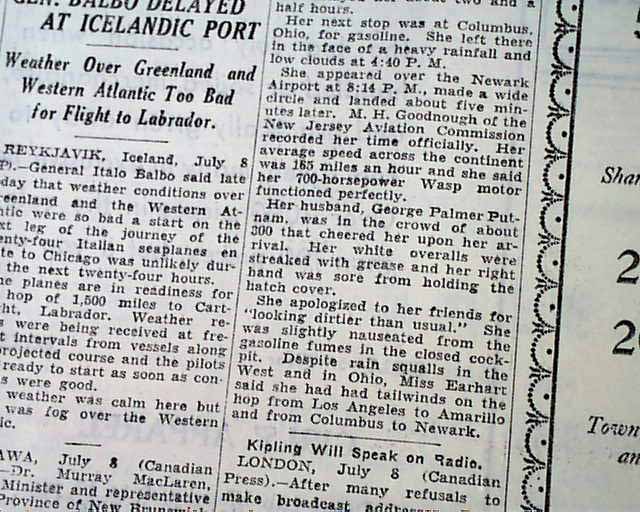 GEN. BALBO DELAYED
AT ICELANDIC PORT
Weather Over Greenland and
Western Atlantic Too Bad
for Flight to Labrador.
REYKJAVIK, Iceland, July 8
.—General Italo Balbo said late
day that weather conditions over
eenland and the Western At-
ntic were so bad a start on the
xt leg of the journey of the
enty-four Italian seaplanes en
te to Chicago was unlikely dur-
the next twenty-four hours.
e planes are in readiness for
hop of 1,500 miles to Cart-
ht, Labrador. Weather re-
s were being received at fre-
t intervals from vessels along
projected course and the pilots
ready to start as soon as con-
s were good.
weather was calm here but
was fog over the Western
ic.
AWA, July 8 (Canadian
—Dr. Murray MacLaren,
Minister and representative
Province of New Brunswick
two and a
half hours.
Her next stop was at Columbus,
Ohio, for gasoline. She left there
in the face of a heavy rainfall and
low clouds at 4:40 P. M.
She appeared over the Newark
Airport at 8:14 P. M., made a wide
circle and landed about five min-
utes later. M. H. Goodnough of the
New Jersey Aviation Commission
recorded her time officially. Her
average speed across the continent
was 165 miles an hour and she said
her 700-horsepower Wasp motor
functioned perfectly.
Her husband, George Palmer Put-
nam, was in the crowd of about
300 that cheered her upon her ar-
rival. Her white overalls were
streaked with grease and her right
hand was sore from holding the
hatch cover.
She apologized to her friends for
"looking dirtier than usual." She
was slightly nauseated from the
gasoline fumes in the closed cock-
pit. Despite rain squalls in the
West and in Ohio, Miss Earhart
said she had had tailwinds on the
hop from Los Angeles to Amarillo
and from Columbus to Newark.
Kipling Will Speak on Radio.
LONDON, July 8 (Canadian
Press).—After many refusals to
make broadcast
Shar
2
2
Town
an